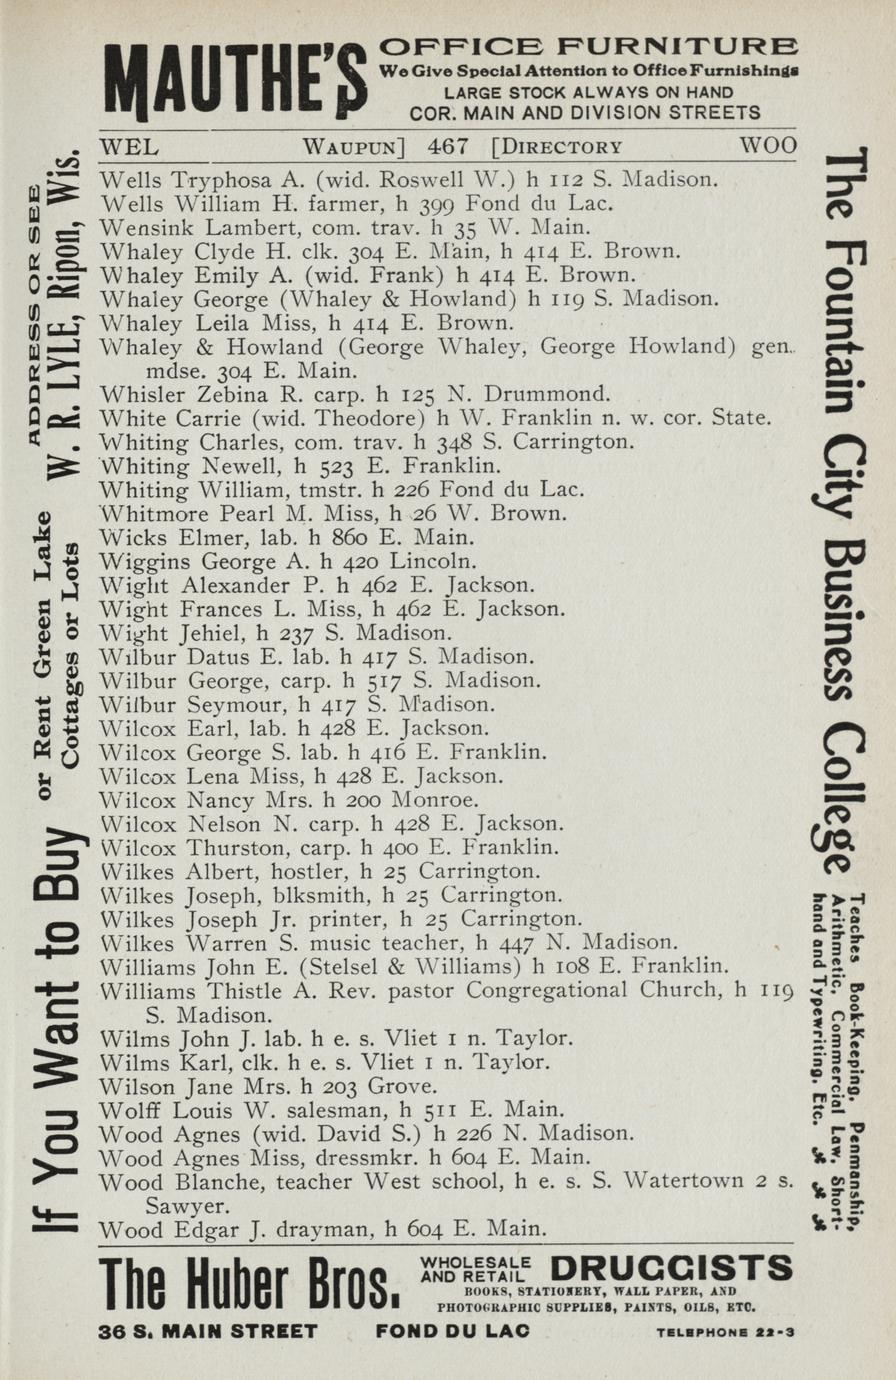 MAUTHE'S
OFFICE FURNITURE
We Give Special Attention to Office Furnishings
LARGE STOCK ALWAYS ON HAND
COR. MAIN AND DIVISION STREETS
WEL WAUPUN] 467 [DIRECTORY WOO
Wells Tryphosa A. (wid. Roswell W.) h 112 S. Madison.
Wells William H. farmer, h 399 Fond du Lac.
Wensink Lambert, com. trav. h 35 W. Main.
Whaley Clyde H. clk. 304 E. Main, h 414 E. Brown.
Whaley Emily A. (wid. Frank) h 414 E. Brown.
Whaley George (Whaley & Howland) h 119 S. Madison.
Whaley Leila Miss, h 414 E. Brown.
Whaley & Howland (George Whaley, George Howland) gen.
mdse. 304 E. Main.
Whisler Zebina R. carp. h 125 N. Drummond.
White Carrie (wid. Theodore) h W. Franklin n. w. cor. State.
Whiting Charles, com. trav. h 348 S. Carrington.
Whiting Newell, h 523 E. Franklin.
Whiting William, tmstr. h 226 Fond du Lac.
Whitmore Pearl M. Miss, h 26 W. Brown.
Wicks Elmer, lab. h 860 E. Main.
Wiggins George A. h 420 Lincoln.
Wight Alexander P. h 462 E. Jackson.
Wight Frances L. Miss, h 462 E. Jackson.
Wight Jehiel, h 237 S. Madison.
Wilbur Datus E. lab. h 417 S. Madison.
Wilbur George, carp. h 517 S. Madison.
Wilbur Seymour, h 417 S. Madison.
Wilcox Earl, lab. h 428 E. Jackson.
Wilcox George S. lab. h 416 E. Franklin.
Wilcox Lena Miss, h 428 E. Jackson.
Wilcox Nancy Mrs. h 200 Monroe.
Wilcox Nelson N. carp. h 428 E. Jackson.
Wilcox Thurston, carp. h 400 E. Franklin.
Wilkes Albert, hostler, h 25 Carrington.
Wilkes Joseph, blksmith, h 25 Carrington.
Wilkes Joseph Jr. printer, h 25 Carrington.
Wilkes Warren S. music teacher, h 447 N. Madison.
Williams John E. (Stelsel & Williams) h 108 E. Franklin.
Williams Thistle A. Rev. pastor Congregational Church, h 119
S. Madison.
Wilms John J. lab. h e. s. Vliet 1 n. Taylor.
Wilms Karl, clk. h e. s. Vliet 1 n. Taylor.
Wilson Jane Mrs. h 203 Grove.
Wolff Louis W. salesman, h 511 E. Main.
Wood Agnes (wid. David S.) h 226 N. Madison.
Wood Agnes Miss, dressmkr. h 604 E. Main.
Wood Blanche, teacher West school, h e. s. S. Watertown 2 s.
Sawyer.
Wood Edgar J. drayman, h 604 E. Main.
If You Want to Buy
or Rent Green Lake
Cottages or Lots
ADDRESS OR SEE
W. R. LYLE, Ripon, Wis.
The Fountain City Business College
Teaches Book-Keeping, Penmanship,
Arithmetic, Commercial Law, Short-
hand and Typewriting, Etc.
The Huber Bros.
WHOLESALE
AND RETAIL
DRUGGISTS
BOOKS, STATIONERY, WALL PAPER, AND
PHOTOGRAPHIC SUPPLIES, PAINTS, OILS, ETC.
36 S. MAIN STREET FOND DU LAC TELEPHONE 22-3